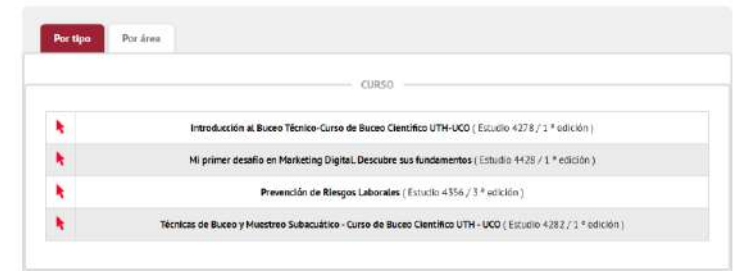 Por tipo
Por área
CURSO
Introducción al Buceo Técnico-Curso de Buceo Científico UTH-UCO ( Estudio 4278 / 1 ª edición )
Mi primer desafío en Marketing Digital. Descubre sus fundamentos ( Estudio 4428 / 1 ª edición )
Prevención de Riesgos Laborales ( Estudio 4356 / 3 ª edición )
Técnicas de Buceo y Muestreo Subacuático - Curso de Buceo Científico UTH - UCO ( Estudio 4282 / 1 ª edición )